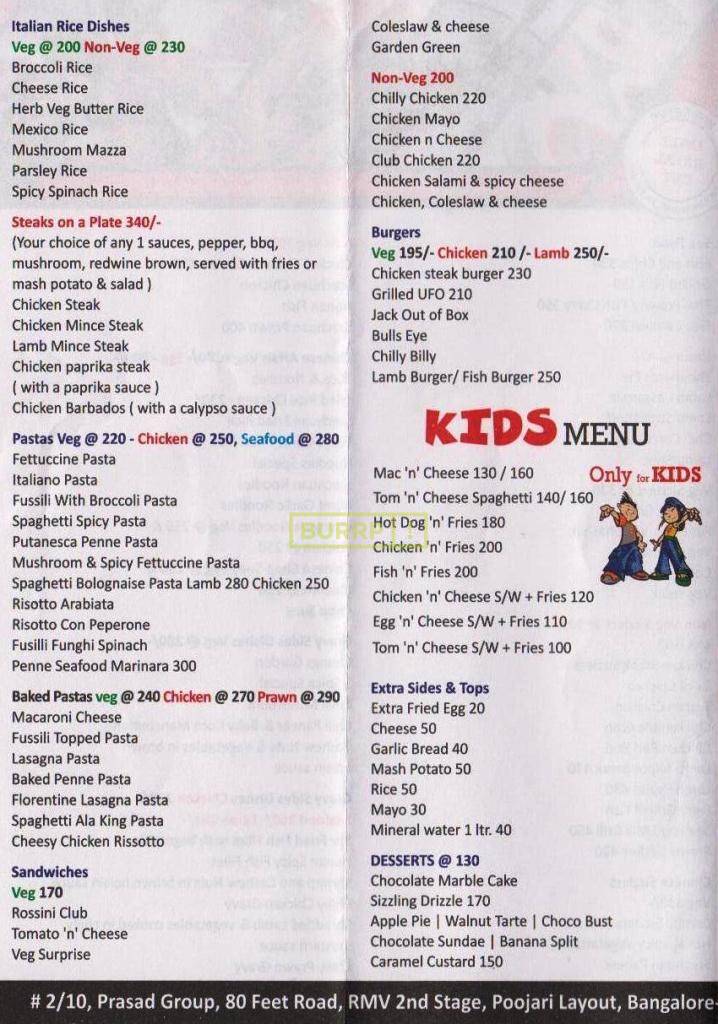 Italian Rice Dishes
Veg @ 200 Non-Veg @ 230
Broccoli Rice
Cheese Rice
Herb Veg Butter Rice
Mexico Rice
Mushroom Mazza
Parsley Rice
Spicy Spinach Rice
Steaks on a Plate 340/-
(Your choice of any 1 sauces, pepper, bbq,
mushroom, redwine brown, served with fries or
mash potato & salad )
Chicken Steak
Chicken Mince Steak
Lamb Mince Steak
Chicken paprika steak
( with a paprika sauce )
Chicken Barbados ( with a calypso sauce )
Pastas Veg @ 220 - Chicken @ 250, Seafood @ 280
Fettuccine Pasta
Italiano Pasta
Fussili With Broccoli Pasta
Spaghetti Spicy Pasta
Putanesca Penne Pasta
Mushroom & Spicy Fettuccine Pasta
Spaghetti Bolognaise Pasta Lamb 280 Chicken 250
Risotto Arabiata
Risotto Con Peperone
Fusilli Funghi Spinach
Penne Seafood Marinara 300
Baked Pastas veg @ 240 Chicken @ 270 Prawn @ 290
Macaroni Cheese
Fussili Topped Pasta
Lasagna Pasta
Baked Penne Pasta
Florentine Lasagna Pasta
Spaghetti Ala King Pasta
Cheesy Chicken Rissotto
Sandwiches
Veg 170
Rossini Club
Tomato 'n' Cheese
Veg Surprise
Coleslaw & cheese
Garden Green
Non-Veg 200
Chilly Chicken 220
Chicken Mayo
Chicken n Cheese
Club Chicken 220
Chicken Salami & spicy cheese
Chicken, Coleslaw & cheese
Burgers
Veg 195/- Chicken 210 /- Lamb 250/-
Chicken steak burger 230
Grilled UFO 210
Jack Out of Box
Bulls Eye
Chilly Billy
Lamb Burger/ Fish Burger 250
KIDS MENU
Only for KIDS
Mac 'n' Cheese 130 / 160
Tom 'n' Cheese Spaghetti 140/ 160
Hot Dog 'n' Fries 180
Chicken 'n' Fries 200
Fish 'n' Fries 200
Chicken 'n' Cheese S/W + Fries 120
Egg 'n' Cheese S/W + Fries 110
Tom 'n' Cheese S/W + Fries 100
Extra Sides & Tops
Extra Fried Egg 20
Cheese 50
Garlic Bread 40
Mash Potato 50
Rice 50
Mayo 30
Mineral water 1 ltr. 40
DESSERTS @ 130
Chocolate Marble Cake
Sizzling Drizzle 170
Apple Pie | Walnut Tarte | Choco Bust
Chocolate Sundae | Banana Split
Caramel Custard 150
BURRP!
# 2/10, Prasad Group, 80 Feet Road, RMV 2nd Stage, Poojari Layout, Bangalore-